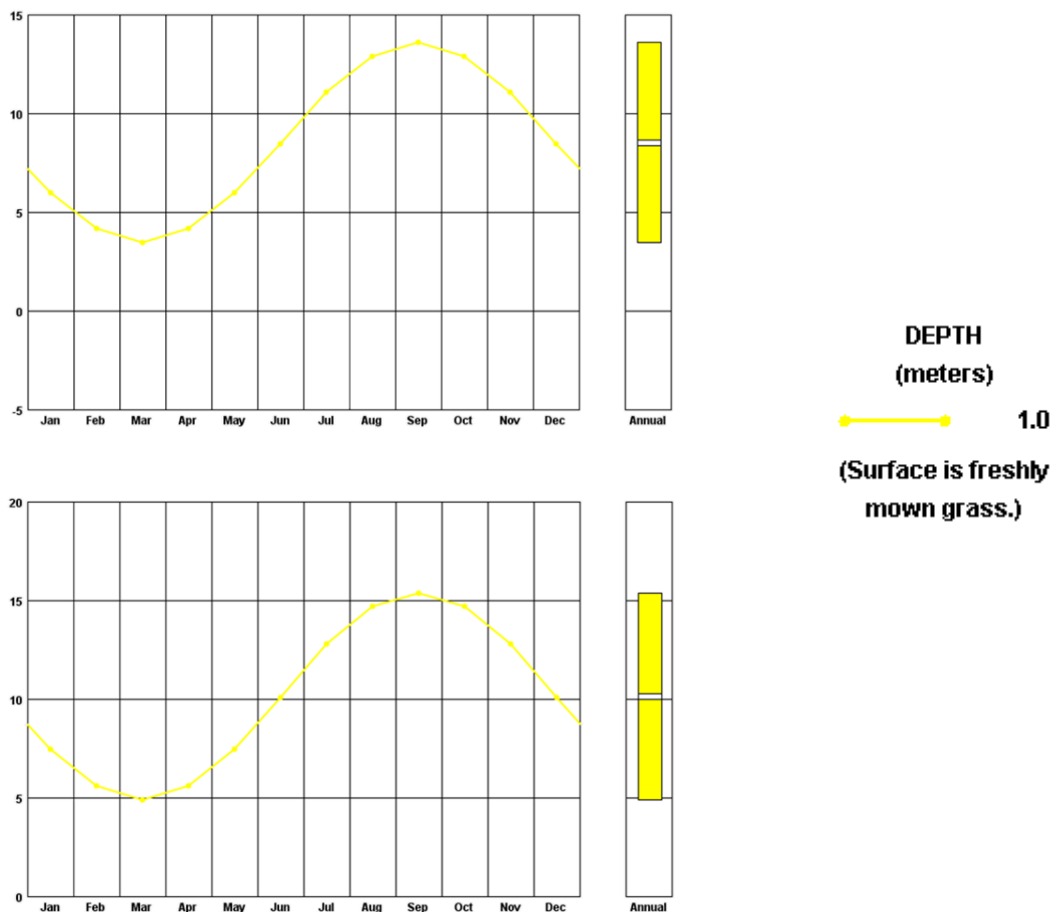 15
10
5
0
-5
Jan Feb Mar Apr May Jun Jul Aug Sep Oct Nov Dec Annual
DEPTH
(meters)
1.0
(Surface is freshly
mown grass.)
20
15
10
5
0
Jan Feb Mar Apr May Jun Jul Aug Sep Oct Nov Dec Annual